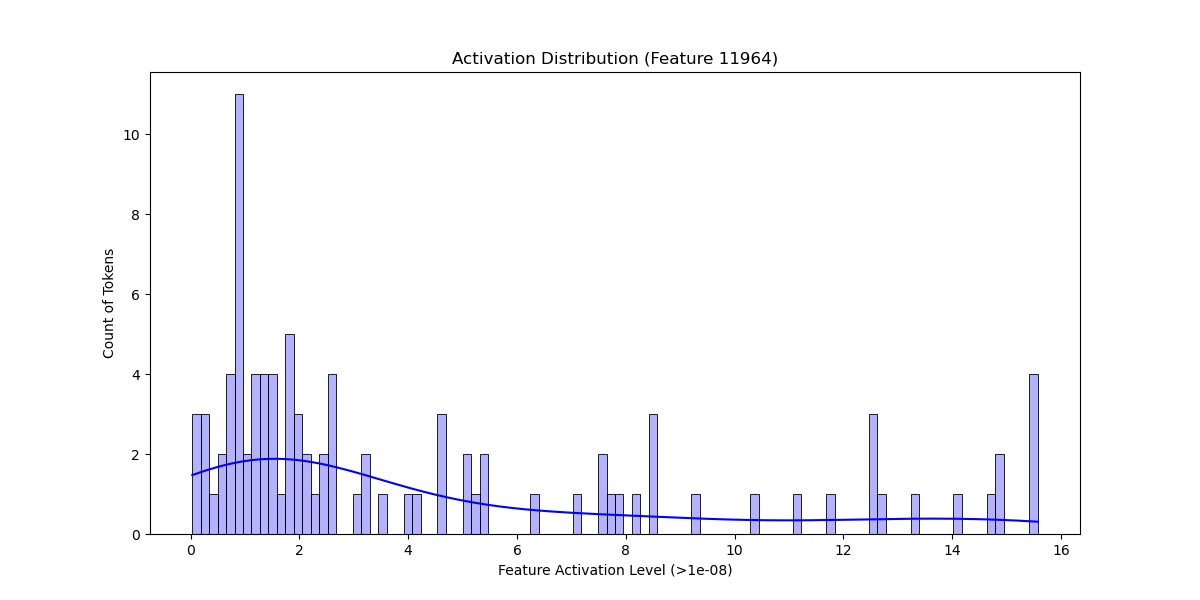 Activation Distribution (Feature 11964)
10
8
6
4
2
0
Count of Tokens
0 2 4 6 8 10 12 14 16
Feature Activation Level (>1e-08)